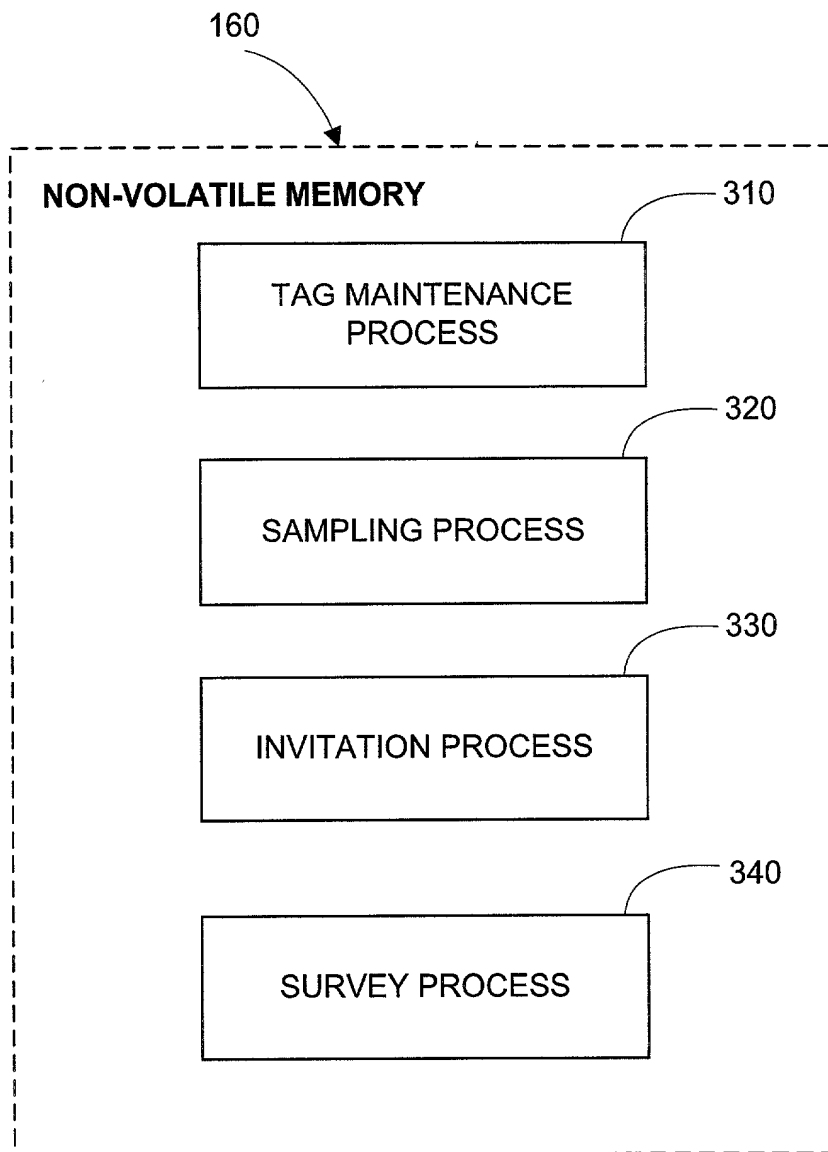 160
NON-VOLATILE MEMORY
310
TAG MAINTENANCE
PROCESS
320
SAMPLING PROCESS
330
INVITATION PROCESS
340
SURVEY PROCESS